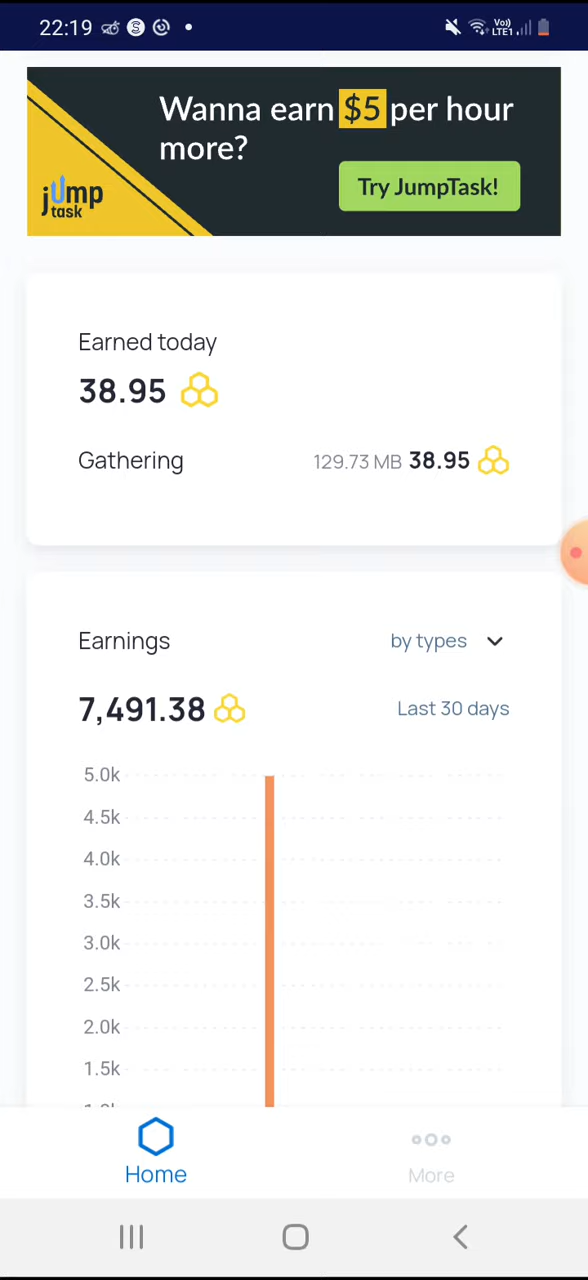 22:19
Vo))
LTE1
Wanna earn $5 per hour
more?
jUmp
task
Try JumpTask!
Earned today
38.95
Gathering 129.73 MB 38.95
Earnings by types
7,491.38 Last 30 days
5.0k
4.5k
4.0k
3.5k
3.0k
2.5k
2.0k
1.5k
Home
More